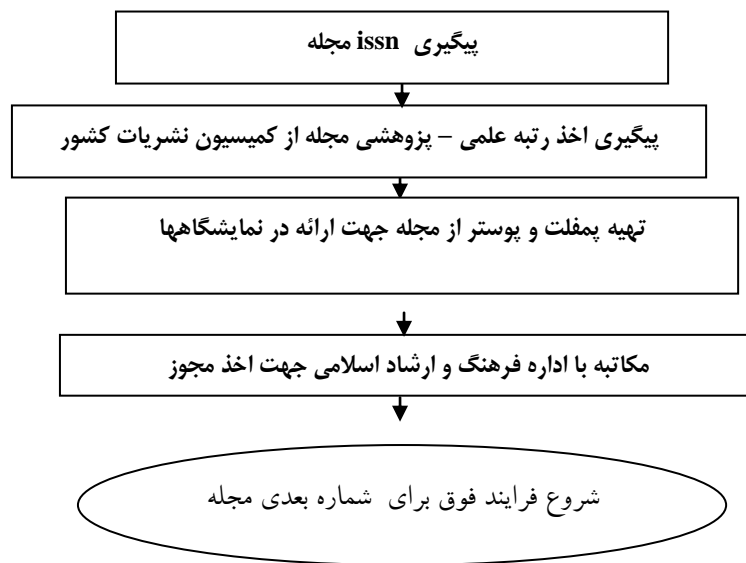 پیگیری issn مجله
پیگیری اخذ رتبه علمی – پزوهشی مجله از کمیسیون نشریات کشور
تهیه پمفلت و پوستر از مجله جهت ارائه در نمایشگاهها
مکاتبه با اداره فرهنگ و ارشاد اسلامی جهت اخذ مجوز
شروع فرایند فوق برای شماره بعدی مجله